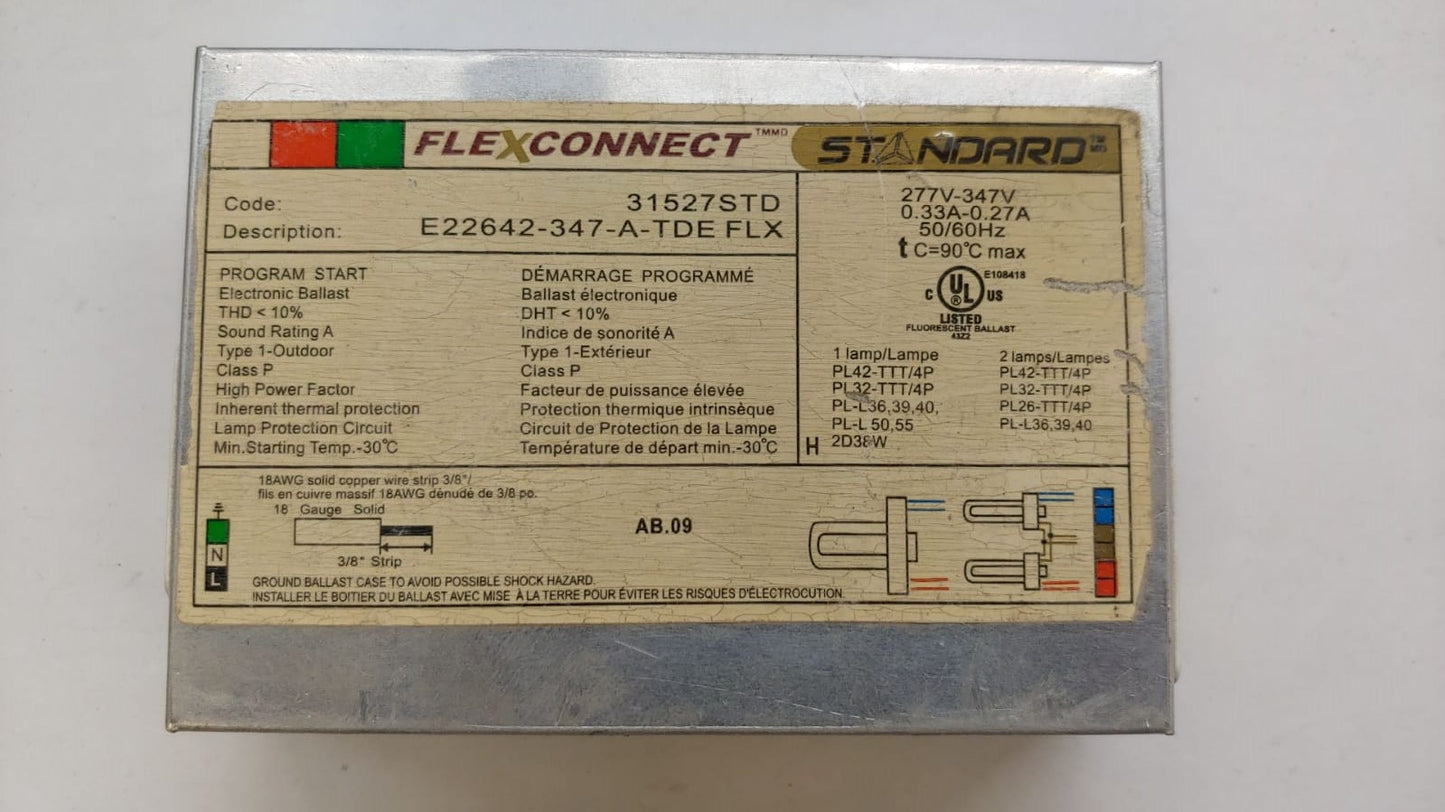 FLEXCONNECT TMMD
STANDARD TM MD
Code: 31527STD
Description: E22642-347-A-TDE FLX
277V-347V
0.33A-0.27A
50/60Hz
t C=90°C max
C UL ® US E108418
LISTED
FLUORESCENT BALLAST
43Z2
PROGRAM START
Electronic Ballast
THD < 10%
Sound Rating A
Type 1-Outdoor
Class P
High Power Factor
Inherent thermal protection
Lamp Protection Circuit
Min.Starting Temp.-30°C
DÉMARRAGE PROGRAMMÉ
Ballast électronique
DHT < 10%
Indice de sonorité A
Type 1-Extérieur
Class P
Facteur de puissance élevée
Protection thermique intrinsèque
Circuit de Protection de la Lampe
Température de départ min.-30°C
1 lamp/Lampe
PL42-TTT/4P
PL32-TTT/4P
PL-L36,39,40,
PL-L 50,55
H 2D38W
2 lamps/Lampes
PL42-TTT/4P
PL32-TTT/4P
PL26-TTT/4P
PL-L36,39,40
18AWG solid copper wire strip 3/8"/
fils en cuivre massif 18AWG dénudé de 3/8 po.
18 Gauge Solid
3/8" Strip
N
L
AB.09
GROUND BALLAST CASE TO AVOID POSSIBLE SHOCK HAZARD.
INSTALLER LE BOITIER DU BALLAST AVEC MISE À LA TERRE POUR ÉVITER LES RISQUES D'ÉLECTROCUTION.